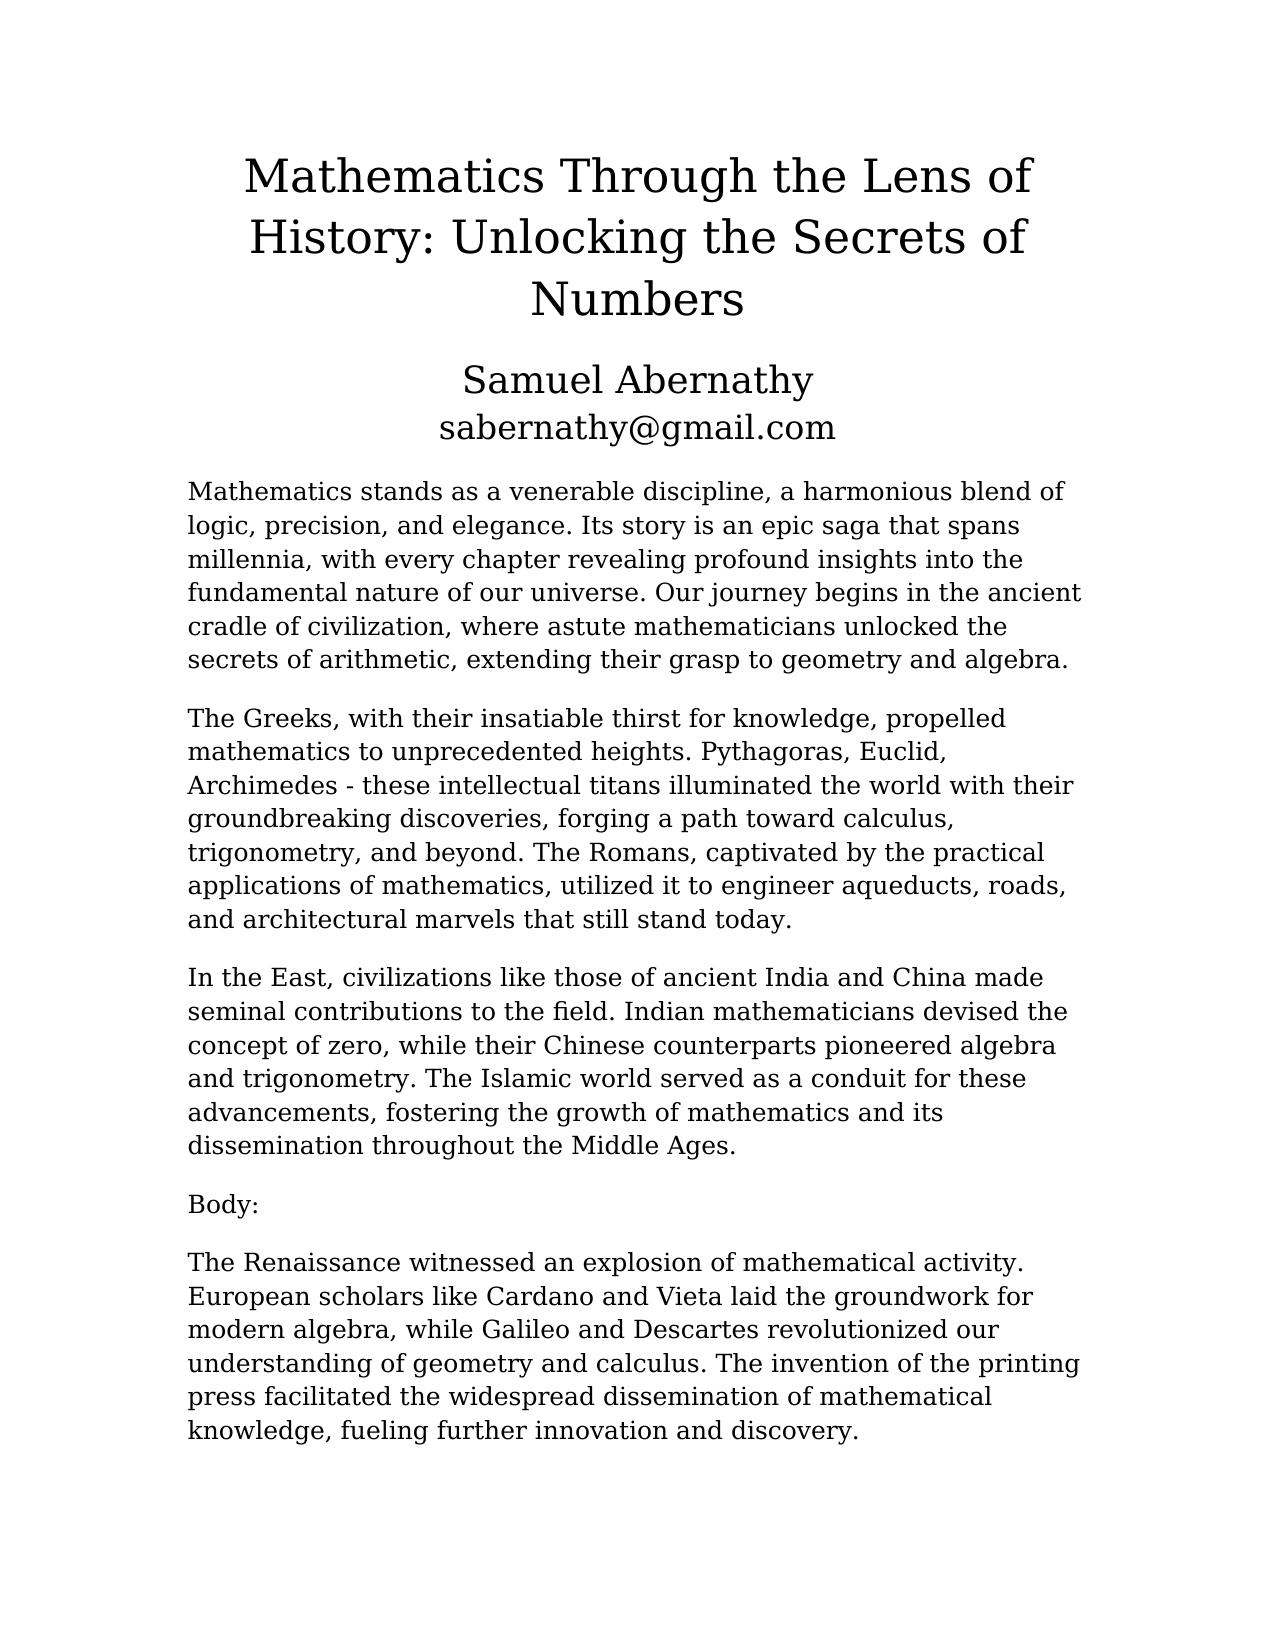 Mathematics Through the Lens of
History: Unlocking the Secrets of
Numbers
Samuel Abernathy
sabernathy@gmail.com
Mathematics stands as a venerable discipline, a harmonious blend of
logic, precision, and elegance. Its story is an epic saga that spans
millennia, with every chapter revealing profound insights into the
fundamental nature of our universe. Our journey begins in the ancient
cradle of civilization, where astute mathematicians unlocked the
secrets of arithmetic, extending their grasp to geometry and algebra.
The Greeks, with their insatiable thirst for knowledge, propelled
mathematics to unprecedented heights. Pythagoras, Euclid,
Archimedes - these intellectual titans illuminated the world with their
groundbreaking discoveries, forging a path toward calculus,
trigonometry, and beyond. The Romans, captivated by the practical
applications of mathematics, utilized it to engineer aqueducts, roads,
and architectural marvels that still stand today.
In the East, civilizations like those of ancient India and China made
seminal contributions to the field. Indian mathematicians devised the
concept of zero, while their Chinese counterparts pioneered algebra
and trigonometry. The Islamic world served as a conduit for these
advancements, fostering the growth of mathematics and its
dissemination throughout the Middle Ages.
Body:
The Renaissance witnessed an explosion of mathematical activity.
European scholars like Cardano and Vieta laid the groundwork for
modern algebra, while Galileo and Descartes revolutionized our
understanding of geometry and calculus. The invention of the printing
press facilitated the widespread dissemination of mathematical
knowledge, fueling further innovation and discovery.